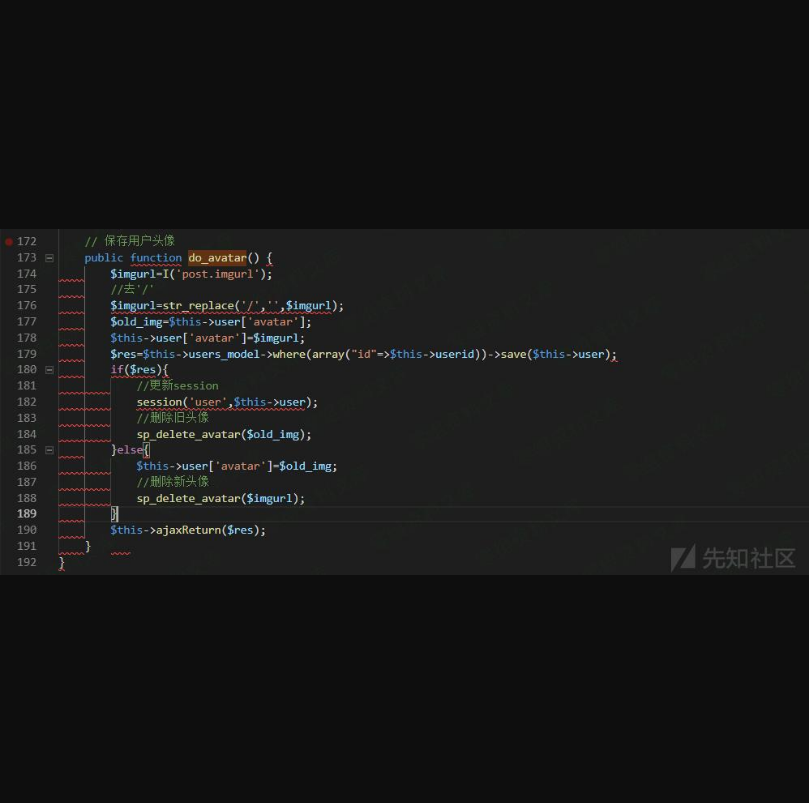 172 // 保存用户头像
173 public function do_avatar() {
174 $imgurl=I('post.imgurl');
175 //去'/'
176 $imgurl=str_replace('/','',$imgurl);
177 $old_img=$this->user['avatar'];
178 $this->user['avatar']=$imgurl;
179 $res=$this->users_model->where(array("id"=>$this->userid))->save($this->user);
180 if($res){
181 //更新session
182 session('user',$this->user);
183 //删除旧头像
184 sp_delete_avatar($old_img);
185 }else{
186 $this->user['avatar']=$old_img;
187 //删除新头像
188 sp_delete_avatar($imgurl);
189 }
190 $this->ajaxReturn($res);
191 }
192 }
先知社区